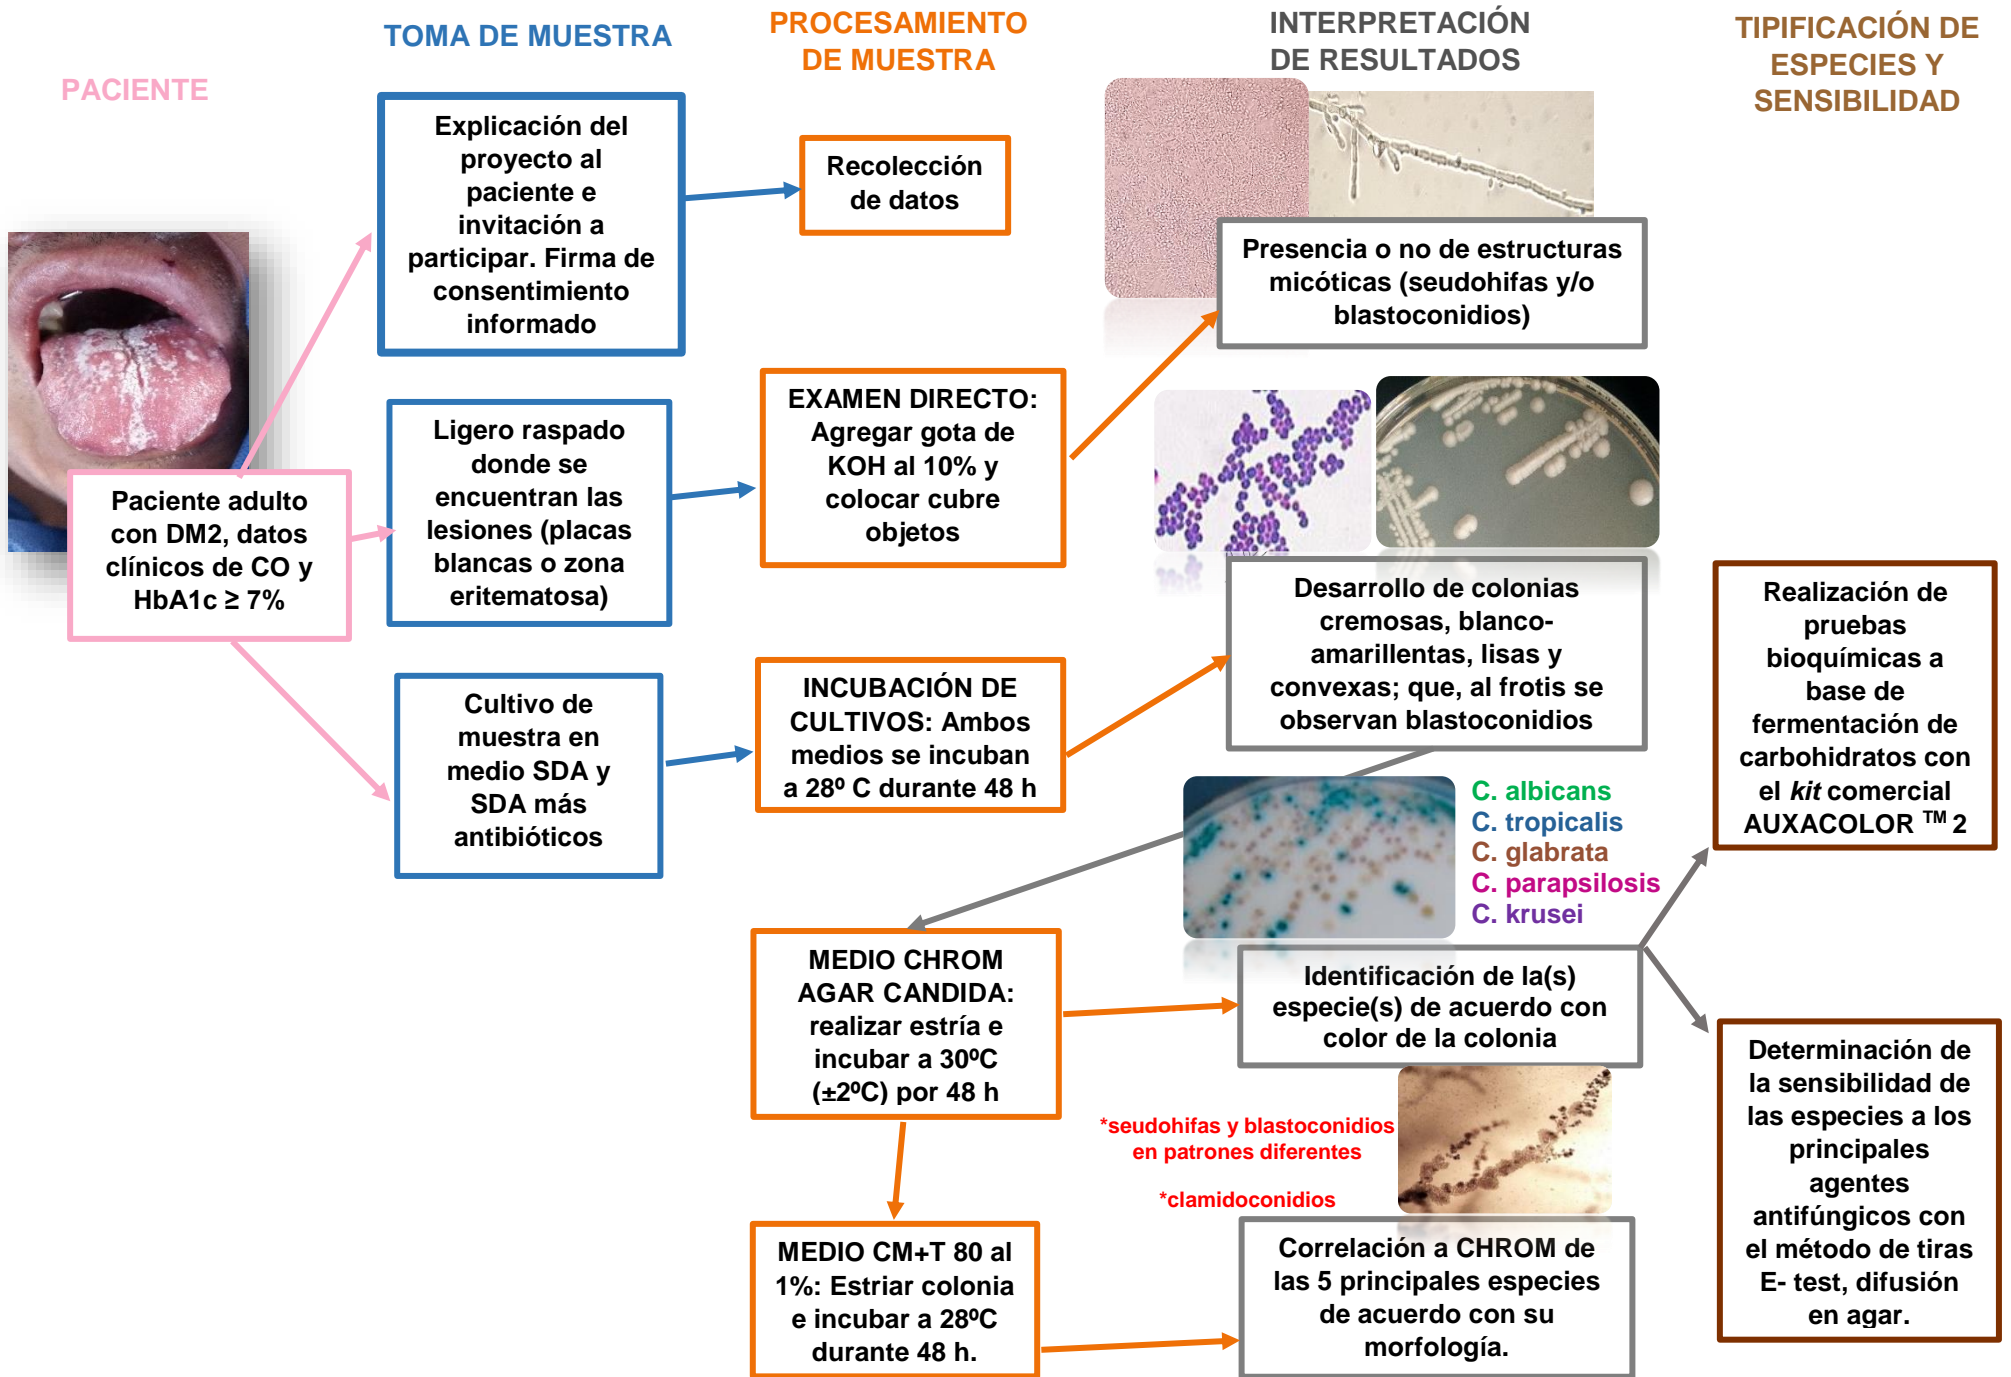 PACIENTE
Paciente adulto
con DM2, datos
clínicos de CO y
HbA1c ≥ 7%
TOMA DE MUESTRA
Explicación del
proyecto al
paciente e
invitación a
participar. Firma de
consentimiento
informado
Ligero raspado
donde se
encuentran las
lesiones (placas
blancas o zona
eritematosa)
Cultivo de
muestra en
medio SDA y
SDA más
antibióticos
PROCESAMIENTO
DE MUESTRA
Recolección
de datos
EXAMEN DIRECTO:
Agregar gota de
KOH al 10% y
colocar cubre
objetos
INCUBACIÓN DE
CULTIVOS: Ambos
medios se incuban
a 28º C durante 48 h
MEDIO CHROM
AGAR CANDIDA:
realizar estría e
incubar a 30ºC
(±2ºC) por 48 h
MEDIO CM+T 80 al
1%: Estriar colonia
e incubar a 28ºC
durante 48 h.
INTERPRETACIÓN
DE RESULTADOS
Presencia o no de estructuras
micóticas (seudohifas y/o
blastoconidios)
Desarrollo de colonias
cremosas, blanco-
amarillentas, lisas y
convexas; que, al frotis se
observan blastoconidios
C. albicans
C. tropicalis
C. glabrata
C. parapsilosis
C. krusei
Identificación de la(s)
especie(s) de acuerdo con
color de la colonia
*seudohifas y blastoconidios
en patrones diferentes
*clamidoconidios
Correlación a CHROM de
las 5 principales especies
de acuerdo con su
morfología.
TIPIFICACIÓN DE
ESPECIES Y
SENSIBILIDAD
Realización de
pruebas
bioquímicas a
base de
fermentación de
carbohidratos con
el kit comercial
AUXACOLOR ™ 2
Determinación de
la sensibilidad de
las especies a los
principales
agentes
antifúngicos con
el método de tiras
E- test, difusión
en agar.